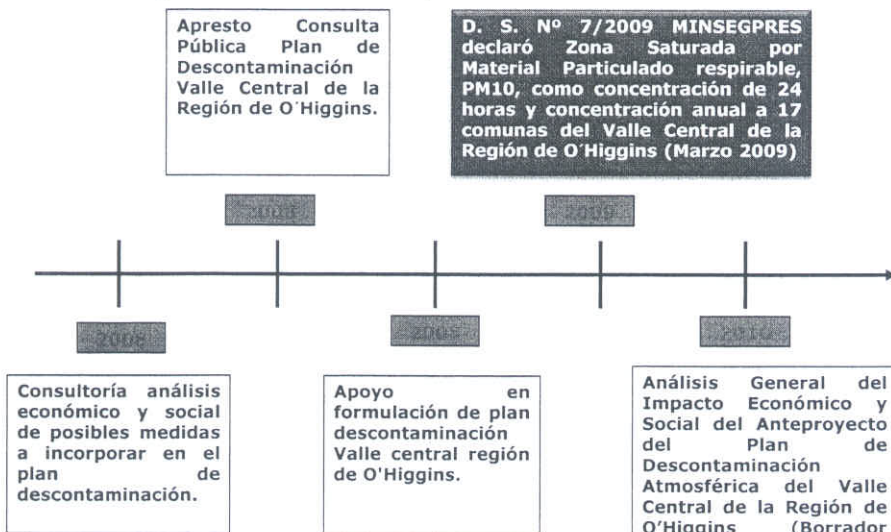 Apresto Consulta
Pública Plan de
Descontaminación
Valle Central de la
Región de O´Higgins.
D. S. Nº 7/2009 MINSEGPRES
declaró Zona Saturada por
Material Particulado respirable,
PM10, como concentración de 24
horas y concentración anual a 17
comunas del Valle Central de la
Región de O´Higgins (Marzo 2009)
2009
2008
2010
Consultoría análisis
económico y social
de posibles medidas
a incorporar en el
plan de
descontaminación.
Apoyo en
formulación de plan
descontaminación
Valle central región
de O'Higgins.
Análisis General del
Impacto Económico y
Social del Anteproyecto
del Plan de
Descontaminación
Atmosférica del Valle
Central de la Región de
O'Higgins (Borrador